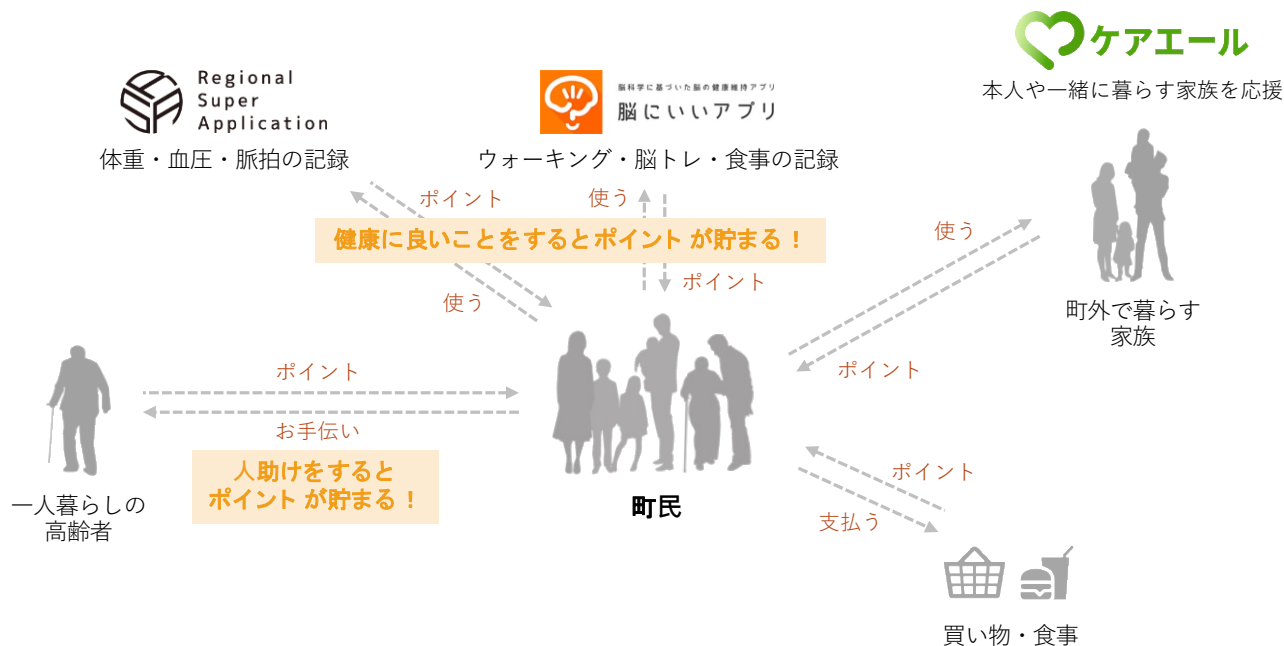 ケアエール
本人や一緒に暮らす家族を応援
Regional
Super
Application
体重・血圧・脈拍の記録
脳科学に基づいた脳の健康維持アプリ
脳にいいアプリ
ウォーキング・脳トレ・食事の記録
ポイント
使う
健康に良いことをするとポイントが貯まる！
使う
ポイント
使う
ポイント
町外で暮らす
家族
ポイント
お手伝い
人助けをすると
ポイントが貯まる！
一人暮らしの
高齢者
町民
ポイント
支払う
買い物・食事